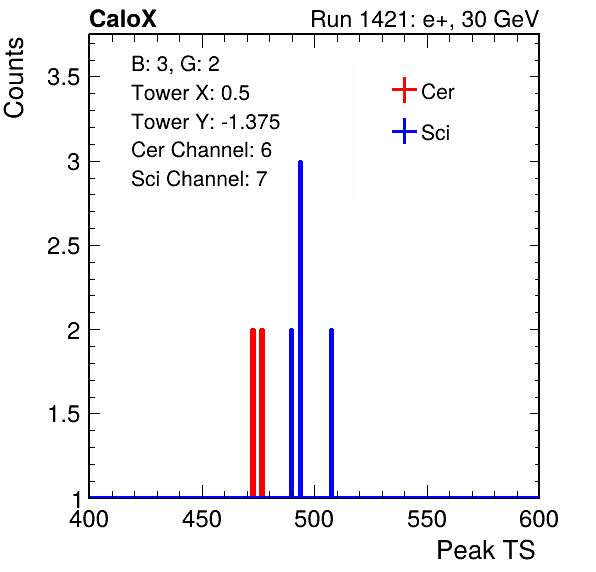 CaloX Run 1421: e+, 30 GeV
Counts
B: 3, G: 2
Tower X: 0.5
Tower Y: -1.375
Cer Channel: 6
Sci Channel: 7
Cer
Sci
3.5
3
2.5
2
1.5
1
400 450 500 550 600
Peak TS